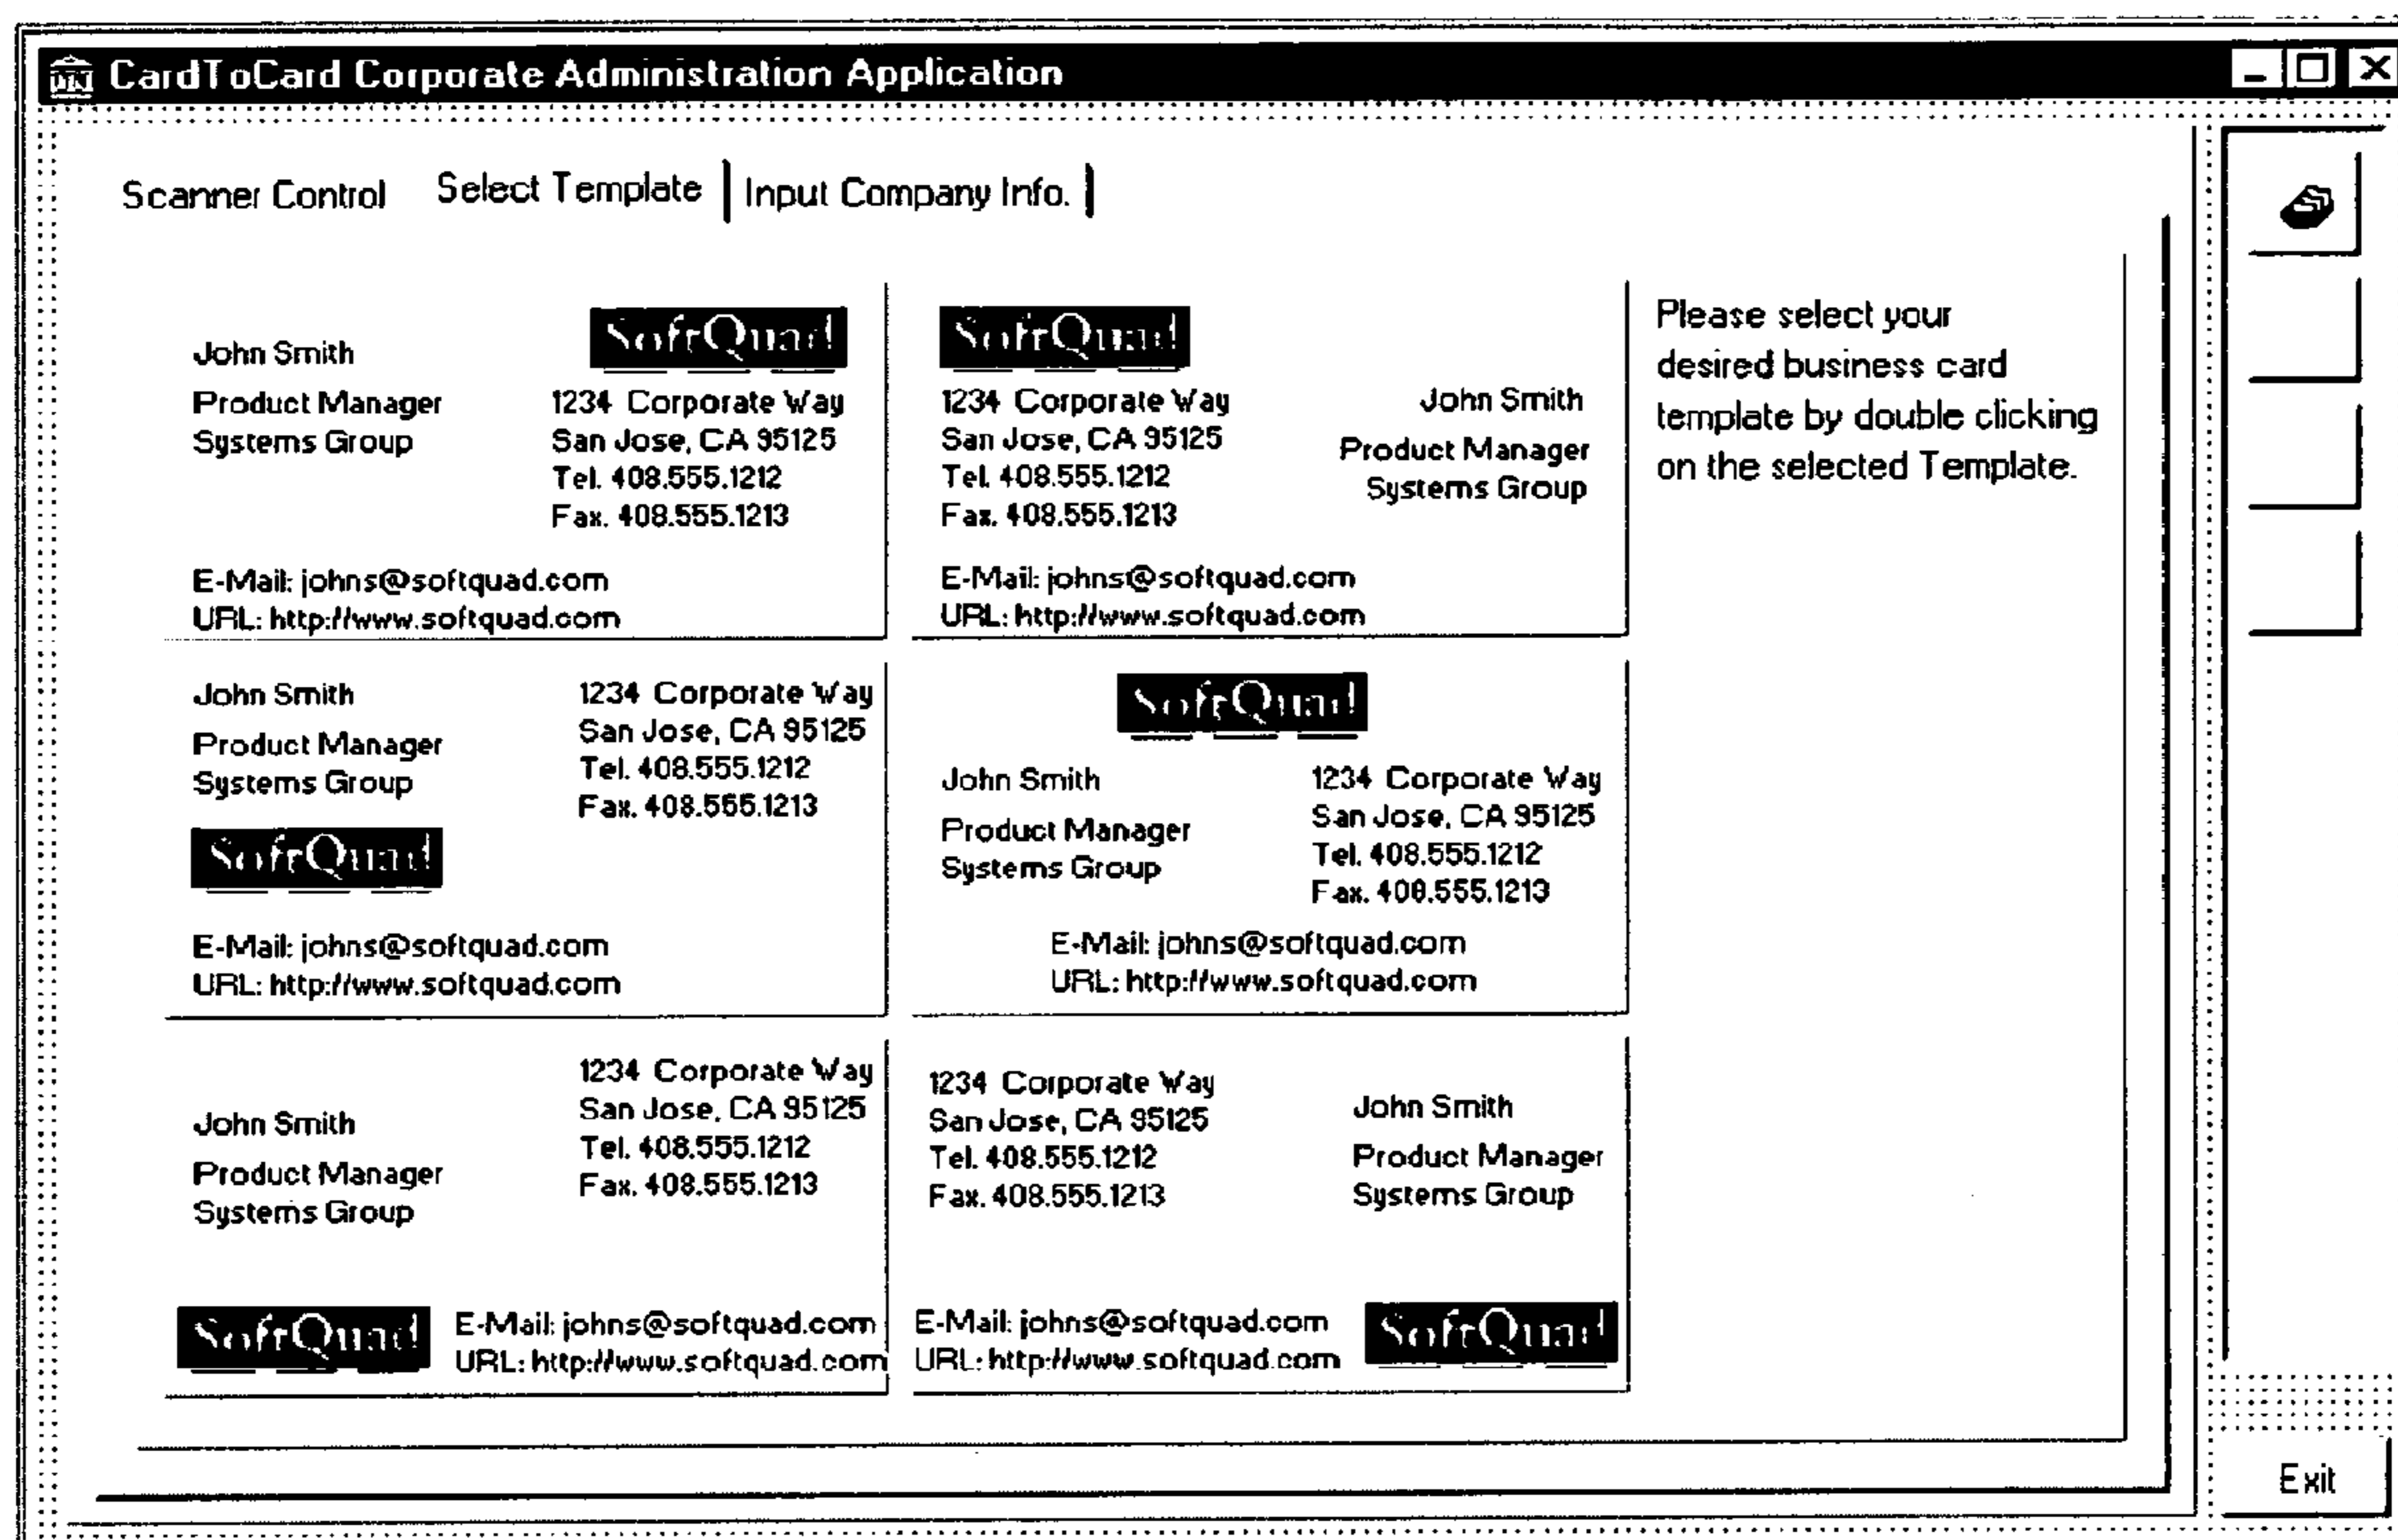 CardToCard Corporate Administration Application
Scanner Control
Select Template
Input Company Info.
John Smith
Product Manager
Systems Group
SoftQuad
1234 Corporate Way
San Jose, CA 95125
Tel. 408.555.1212
Fax. 408.555.1213
E-Mail: johns@softquad.com
URL: http://www.softquad.com
SoftQuad
1234 Corporate Way
San Jose, CA 95125
Tel. 408.555.1212
Fax. 408.555.1213
John Smith
Product Manager
Systems Group
E-Mail: johns@softquad.com
URL: http://www.softquad.com
Please select your
desired business card
template by double clicking
on the selected Template.
John Smith
Product Manager
Systems Group
1234 Corporate Way
San Jose, CA 95125
Tel. 408.555.1212
Fax. 408.555.1213
SoftQuad
E-Mail: johns@softquad.com
URL: http://www.softquad.com
SoftQuad
John Smith
Product Manager
Systems Group
1234 Corporate Way
San Jose, CA 95125
Tel. 408.555.1212
Fax. 408.555.1213
E-Mail: johns@softquad.com
URL: http://www.softquad.com
John Smith
Product Manager
Systems Group
1234 Corporate Way
San Jose, CA 95125
Tel. 408.555.1212
Fax. 408.555.1213
SoftQuad
E-Mail: johns@softquad.com
URL: http://www.softquad.com
1234 Corporate Way
San Jose, CA 95125
Tel. 408.555.1212
Fax. 408.555.1213
John Smith
Product Manager
Systems Group
E-Mail: johns@softquad.com
URL: http://www.softquad.com
SoftQuad
Exit